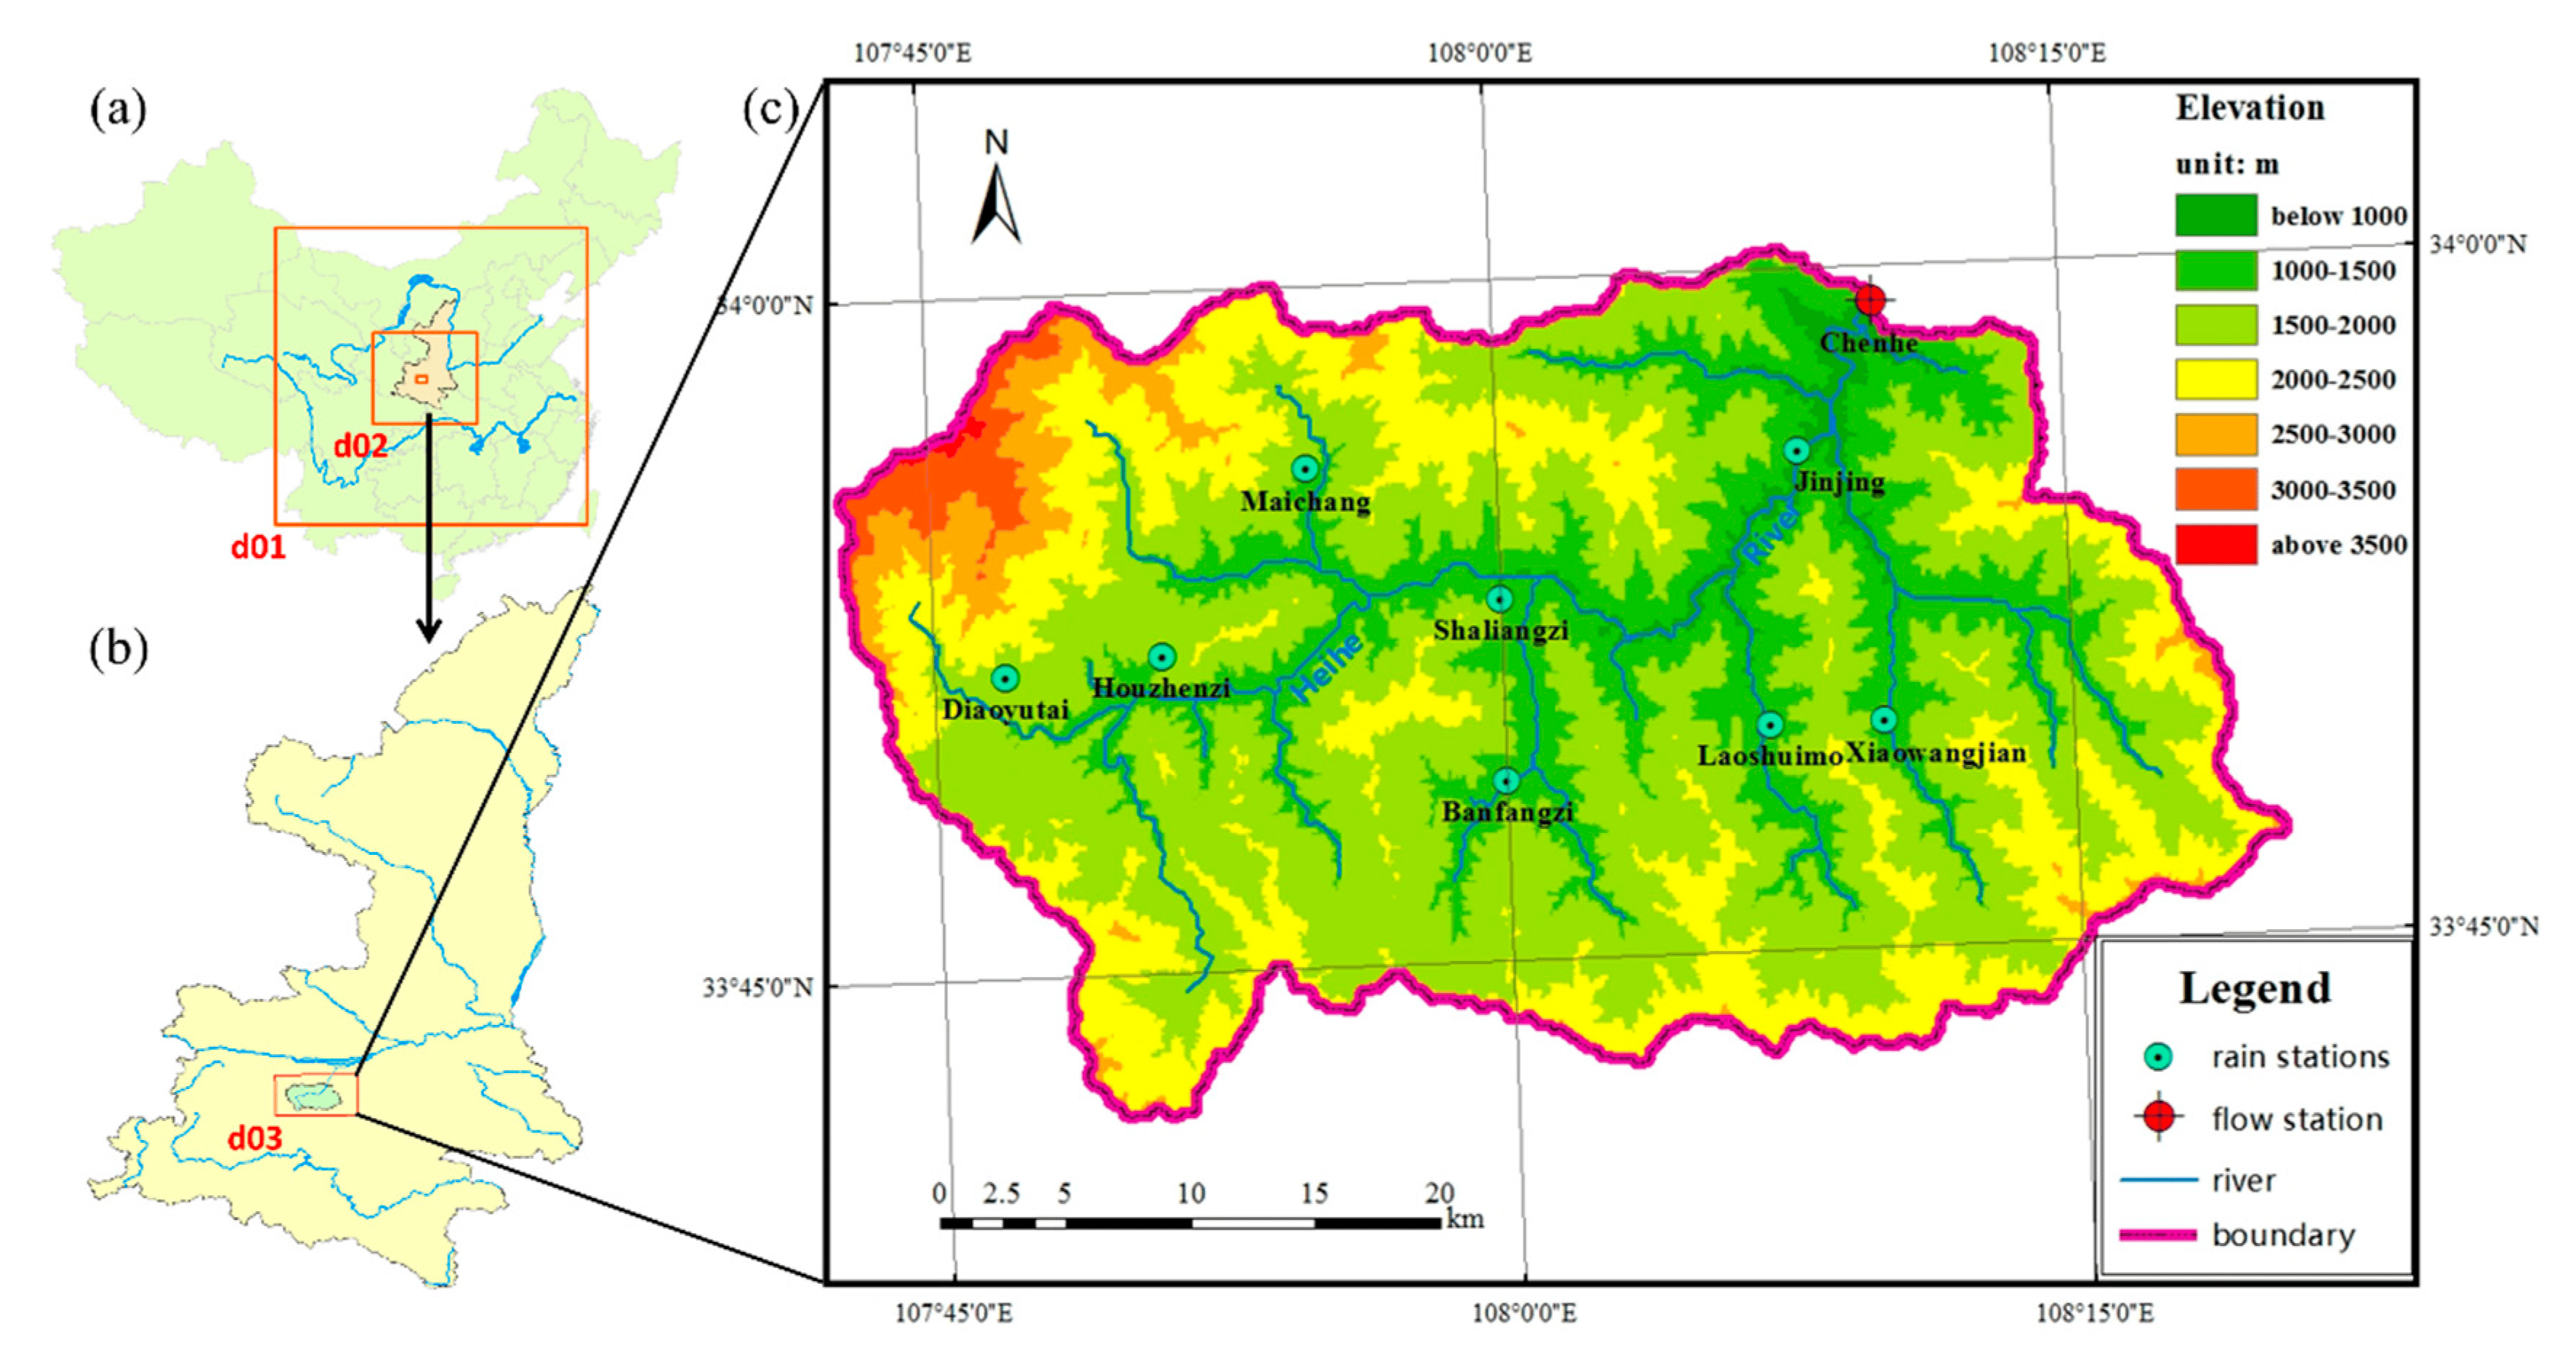 (a)
d02
d01
(b)
d03
(c)
107°45'0"E
108°0'0"E
108°15'0"E
34°0'0"N
34°0'0"N
33°45'0"N
33°45'0"N
107°45'0"E
108°0'0"E
108°15'0"E
N
Elevation
unit: m
below 1000
1000-1500
1500-2000
2000-2500
2500-3000
3000-3500
above 3500
Chenhe
Maichang
Jinjing
River
Shaliangzi
Heihe
Houzhenzi
Diaoyutai
Laoshuimo
Xiaowangjian
Banfangzi
0 2.5 5 10 15 20
km
Legend
rain stations
flow station
river
boundary